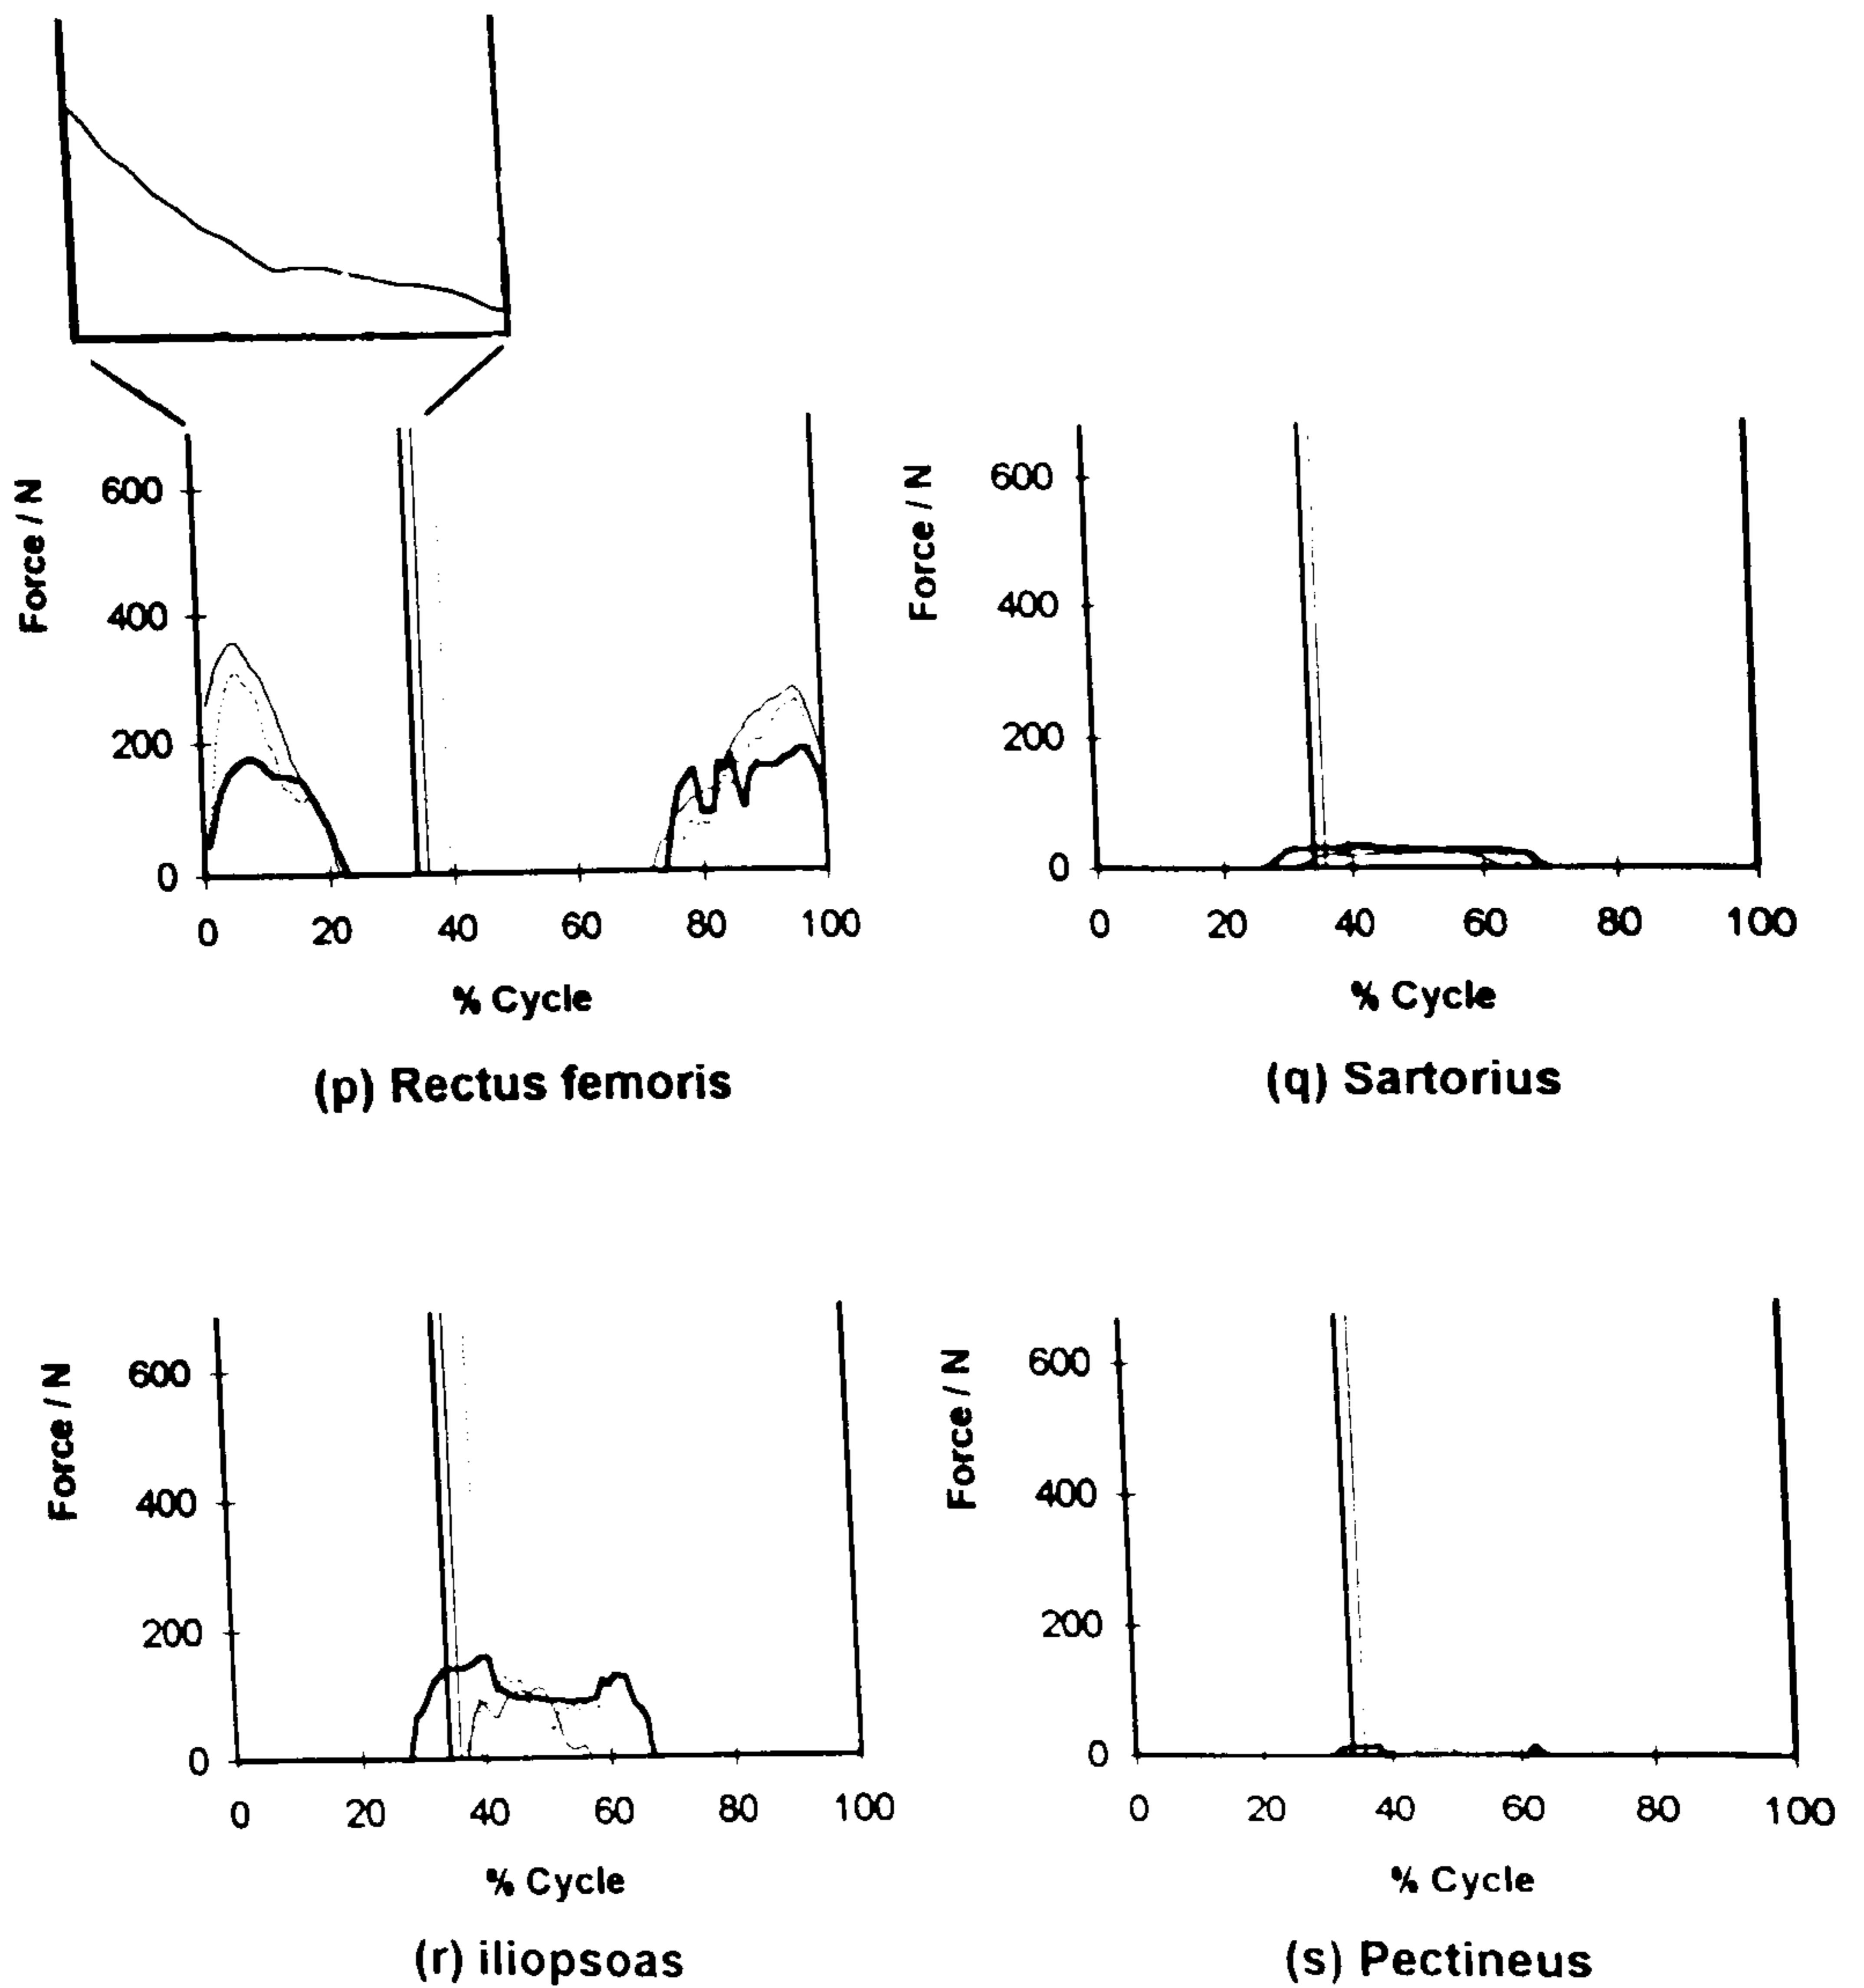 Force / N
600
400
200
0
0 20 40 60 80 100
% Cycle
(p) Rectus femoris
Force / N
600
400
200
0
0 20 40 60 80 100
% Cycle
(q) Sartorius
Force / N
600
400
200
0
0 20 40 60 80 100
% Cycle
(r) iliopsoas
Force / N
600
400
200
0
0 20 40 60 80 100
% Cycle
(s) Pectineus